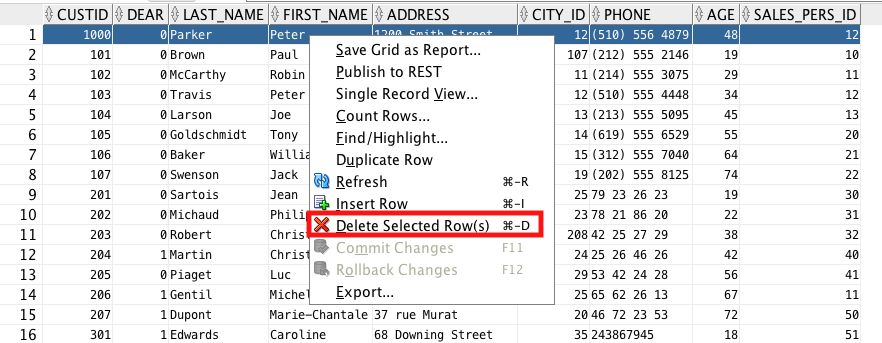 CUSTID DEAR LAST_NAME FIRST_NAME ADDRESS CITY_ID PHONE AGE SALES_PERS_ID
1 1000 0 Parker Peter 1200 Smith Street 12 (510) 556 4879 48 12
2 101 0 Brown Paul 107 (212) 555 2146 19 10
3 102 0 McCarthy Robin 11 (214) 555 3075 29 11
4 103 0 Travis Peter 12 (510) 555 4448 34 12
5 104 0 Larson Joe 13 (213) 555 5095 45 13
6 105 0 Goldschmidt Tony 14 (619) 555 6529 55 20
7 106 0 Baker 15 (312) 555 7040 64 21
8 107 0 Swenson Jack 19 (202) 555 8125 74 22
9 201 0 Sartois Jean 25 79 23 26 23 19 30
10 202 0 Michaud 23 78 21 86 20 22 31
11 203 0 Robert 208 42 25 27 29 38 32
12 204 1 Martin 24 25 26 46 26 42 40
13 205 0 Piaget Luc 29 53 42 24 28 56 41
14 206 1 Gentil 25 65 62 26 13 67 11
15 207 1 Dupont Marie-Chantale 37 rue Murat 20 46 72 23 53 72 50
16 301 1 Edwards Caroline 68 Downing Street 35 243867945 18 51
Save Grid as Report...
Publish to REST
Single Record View...
Count Rows...
Find/Highlight...
Duplicate Row
Refresh ⌘-R
Insert Row ⌘-I
Delete Selected Row(s) ⌘-D
Commit Changes F11
Rollback Changes F12
Export...